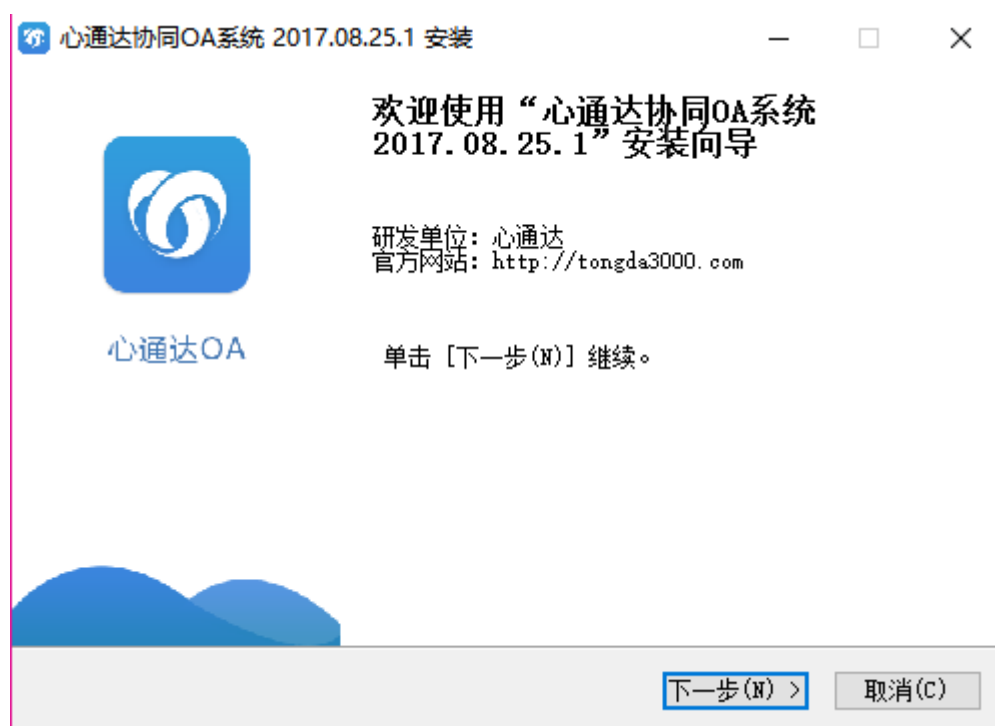 心通达协同OA系统 2017.08.25.1 安装
欢迎使用“心通达协同OA系统
2017.08.25.1”安装向导
研发单位：心通达
官方网站：http://tongda3000.com
心通达OA
单击 [下一步(N)] 继续。
下一步(N) >
取消(C)